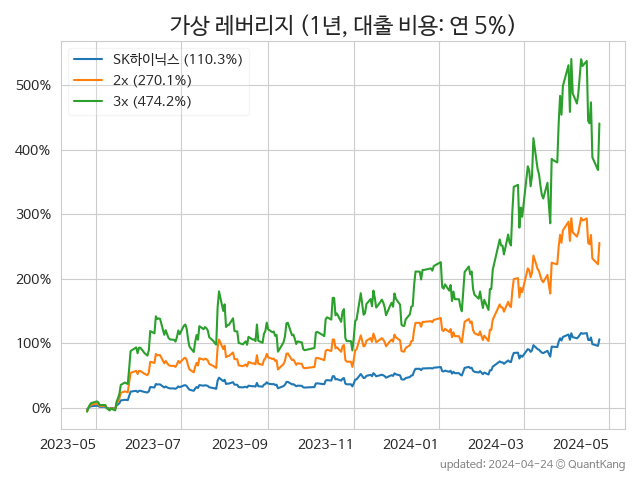 가상 레버리지 (1년, 대출 비용: 연 5%)
SK하이닉스 (110.3%)
2x (270.1%)
3x (474.2%)
500%
400%
300%
200%
100%
0%
2023-05 2023-07 2023-09 2023-11 2024-01 2024-03 2024-05
updated: 2024-04-24 © QuantKang